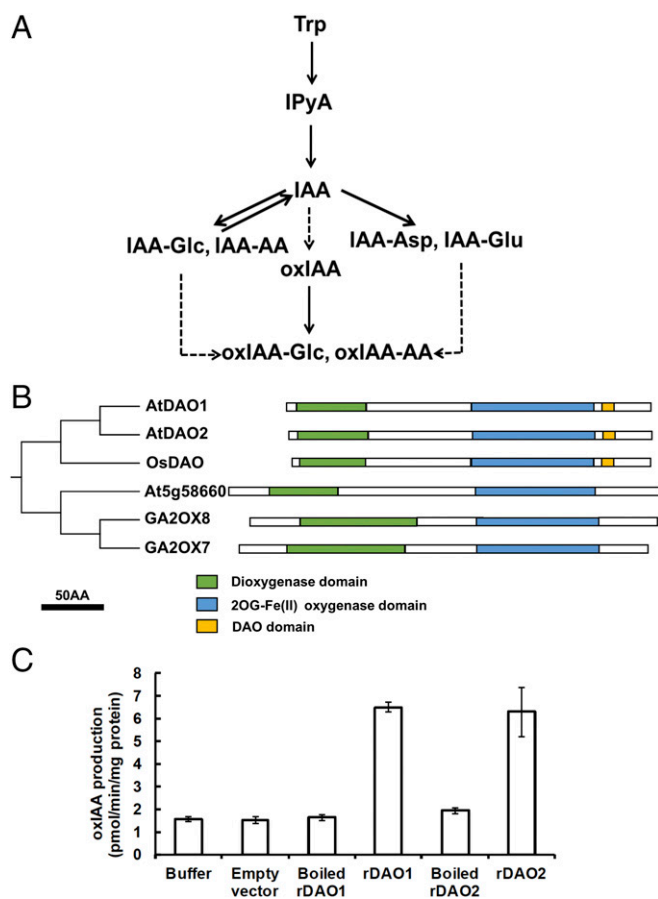 A
Trp
IPyA
IAA
IAA-Glc, IAA-AA
IAA-Asp, IAA-Glu
oxIAA
oxIAA-Glc, oxIAA-AA
B
AtDAO1
AtDAO2
OsDAO
At5g58660
GA2OX8
GA2OX7
50AA
Dioxygenase domain
2OG-Fe(II) oxygenase domain
DAO domain
C
oxIAA production
(pmol/min/mg protein)
8
7
6
5
4
3
2
1
0
Buffer
Empty
vector
Boiled
rDAO1
rDAO1
Boiled
rDAO2
rDAO2